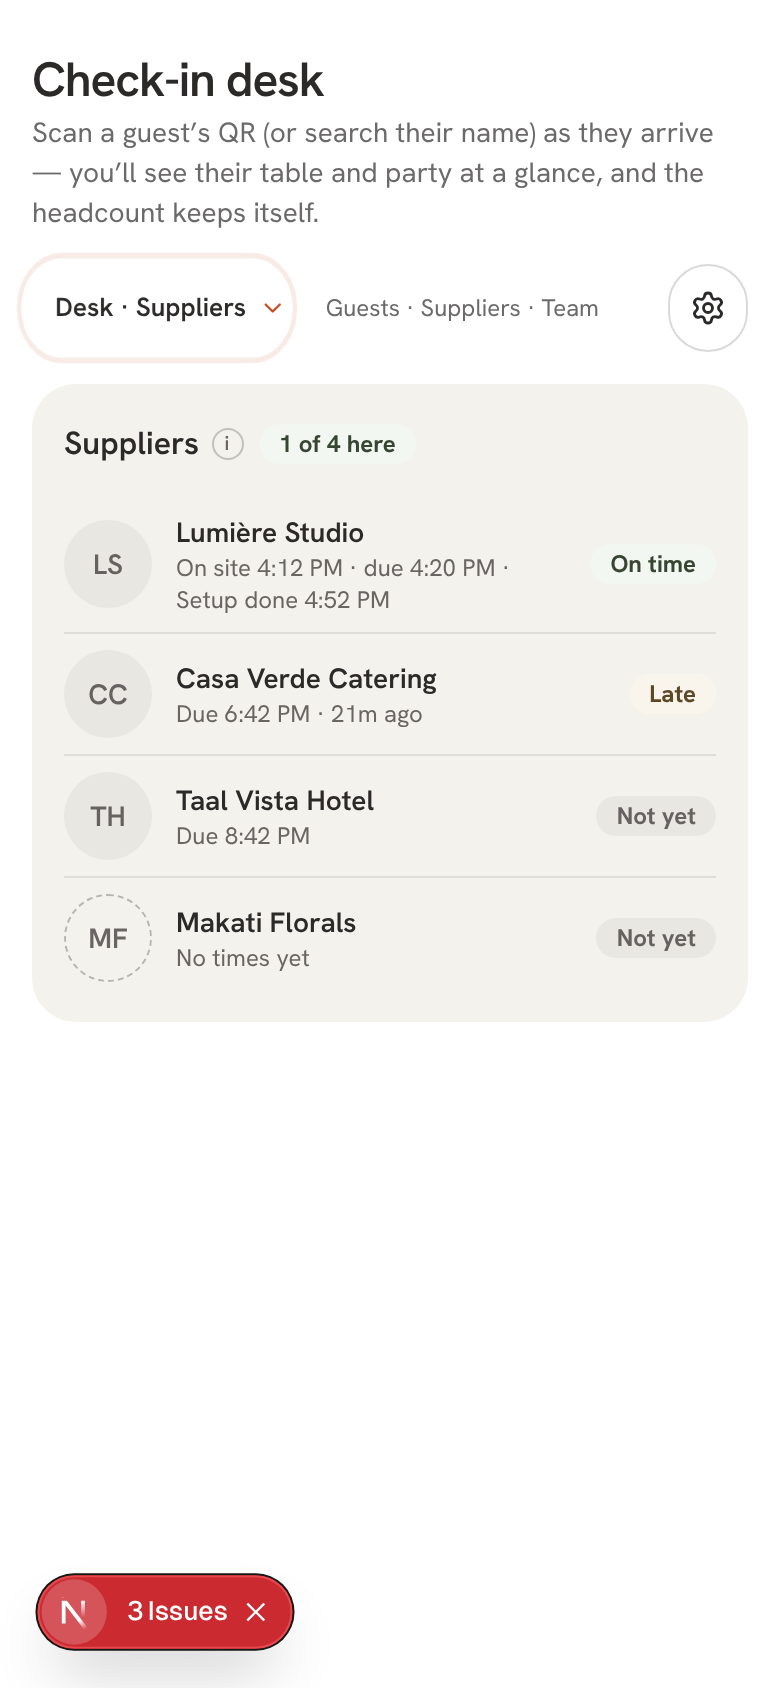 Check-in desk
Scan a guest’s QR (or search their name) as they arrive
— you’ll see their table and party at a glance, and the
headcount keeps itself.
Desk · Suppliers
Guests · Suppliers · Team
Suppliers i 1 of 4 here
LS
Lumière Studio
On site 4:12 PM · due 4:20 PM ·
Setup done 4:52 PM
On time
CC
Casa Verde Catering
Due 6:42 PM · 21m ago
Late
TH
Taal Vista Hotel
Due 8:42 PM
Not yet
MF
Makati Florals
No times yet
Not yet
N 3 Issues